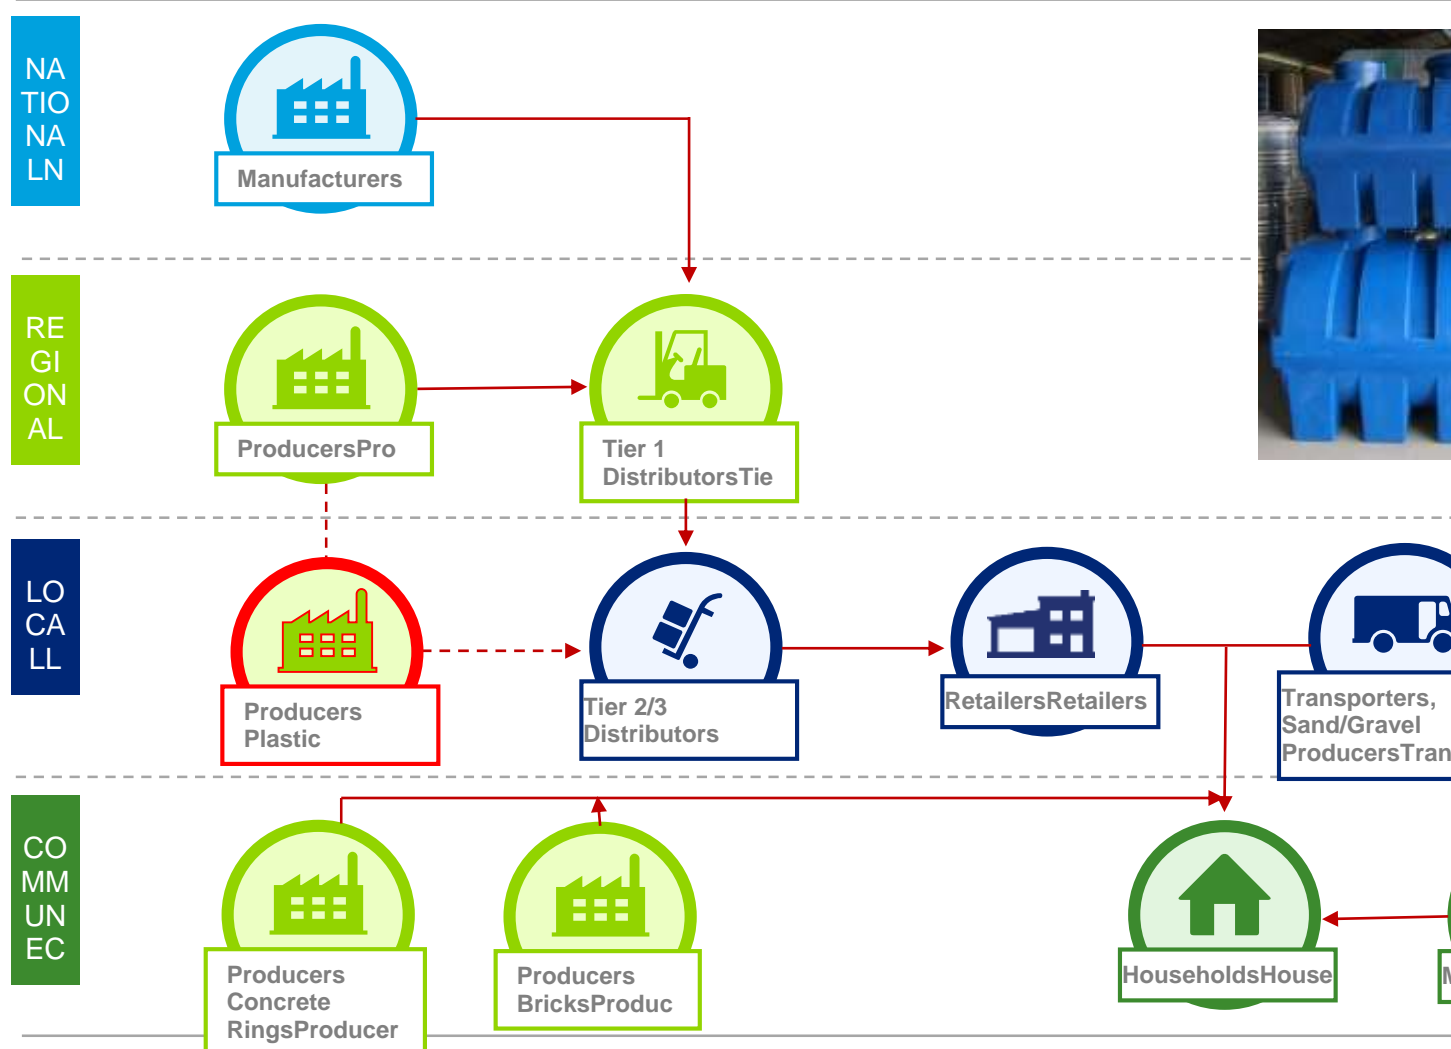 NA
TIO
NA
LN
Manufacturers
RE
GI
ON
AL
ProducersPro
Tier 1
DistributorsTie
LO
CA
LL
Producers
Plastic
Tier 2/3
Distributors
RetailersRetailers
Transporters,
Sand/Gravel
ProducersTran
CO
MM
UN
EC
Producers
Concrete
RingsProducer
Producers
BricksProduc
HouseholdsHouse
M